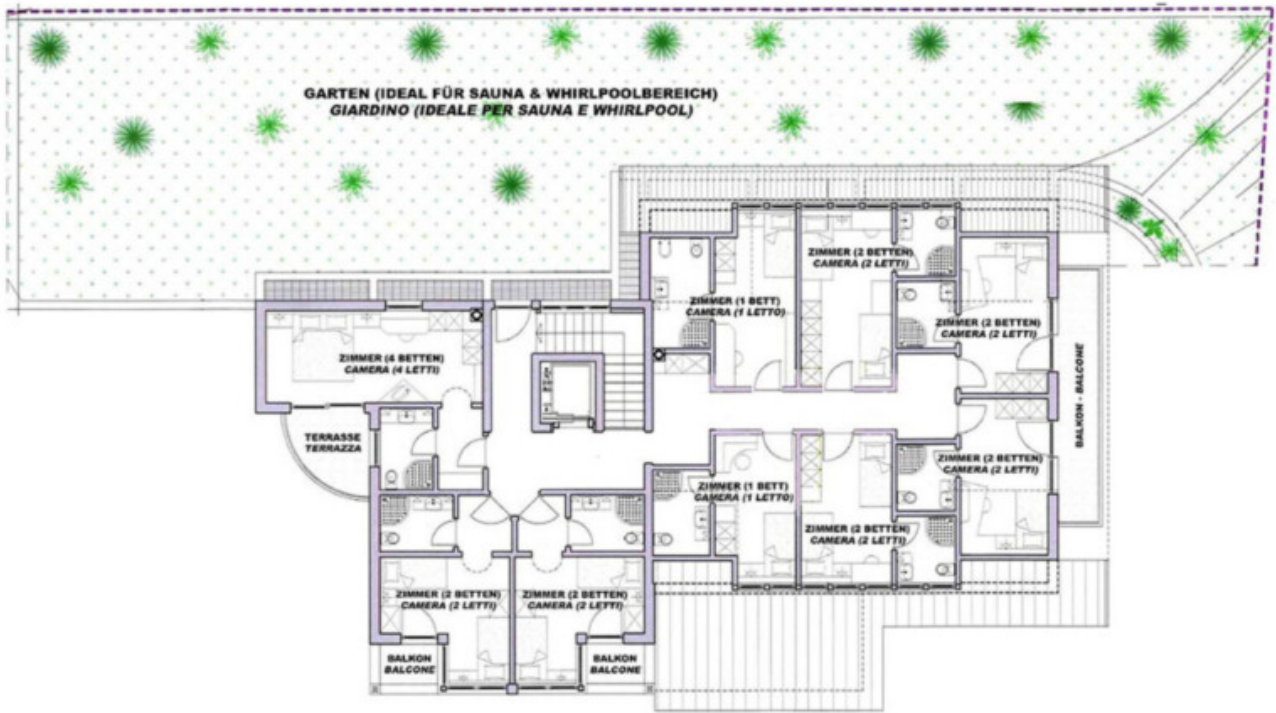 GARTEN (IDEAL FÜR SAUNA & WHIRLPOOLBEREICH)
GIARDINO (IDEALE PER SAUNA E WHIRLPOOL)
ZIMMER (2 BETTEN)
CAMERA (2 LETTI)
ZIMMER (1 BETT)
CAMERA (1 LETTO)
ZIMMER (2 BETTEN)
CAMERA (2 LETTI)
ZIMMER (4 BETTEN)
CAMERA (4 LETTI)
BALKON - BALCONE
TERRASSE
TERRAZZA
ZIMMER (2 BETTEN)
CAMERA (2 LETTI)
ZIMMER (1 BETT)
CAMERA (1 LETTO)
ZIMMER (2 BETTEN)
CAMERA (2 LETTI)
ZIMMER (2 BETTEN)
CAMERA (2 LETTI)
ZIMMER (2 BETTEN)
CAMERA (2 LETTI)
BALKON
BALCONE
BALKON
BALCONE